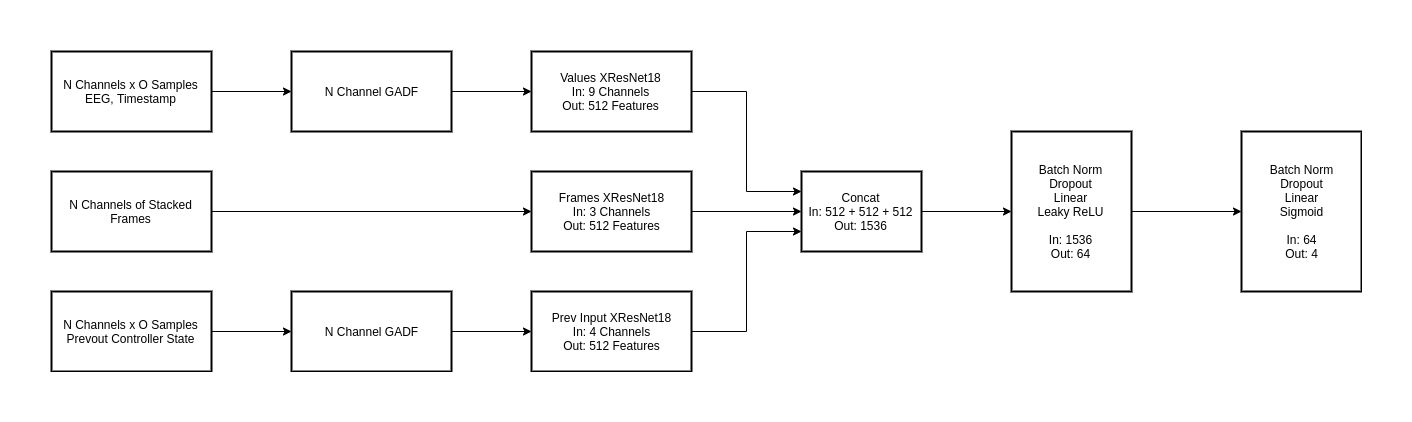 N Channels x O Samples
EEG, Timestamp
N Channel GADF
Values XResNet18
In: 9 Channels
Out: 512 Features
N Channels of Stacked
Frames
Frames XResNet18
In: 3 Channels
Out: 512 Features
N Channels x O Samples
Prevout Controller State
N Channel GADF
Prev Input XResNet18
In: 4 Channels
Out: 512 Features
Concat
In: 512 + 512 + 512
Out: 1536
Batch Norm
Dropout
Linear
Leaky ReLU
In: 1536
Out: 64
Batch Norm
Dropout
Linear
Sigmoid
In: 64
Out: 4